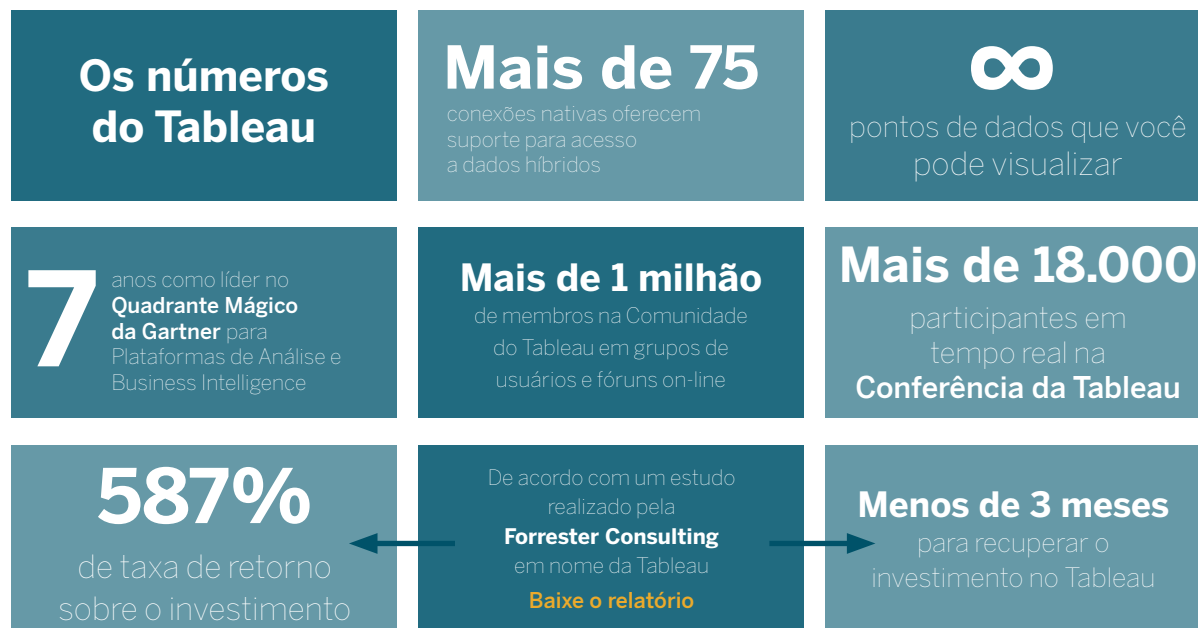 Os números
do Tableau
Mais de 75
conexões nativas oferecem
suporte para acesso
a dados híbridos
∞
pontos de dados que você
pode visualizar
7
anos como líder no
Quadrante Mágico
da Gartner para
Plataformas de Análise e
Business Intelligence
Mais de 1 milhão
de membros na Comunidade
do Tableau em grupos de
usuários e fóruns on-line
Mais de 18.000
participantes em
tempo real na
Conferência da Tableau
587%
de taxa de retorno
sobre o investimento
De acordo com um estudo
realizado pela
Forrester Consulting
em nome da Tableau
Baixe o relatório
Menos de 3 meses
para recuperar o
investimento no Tableau